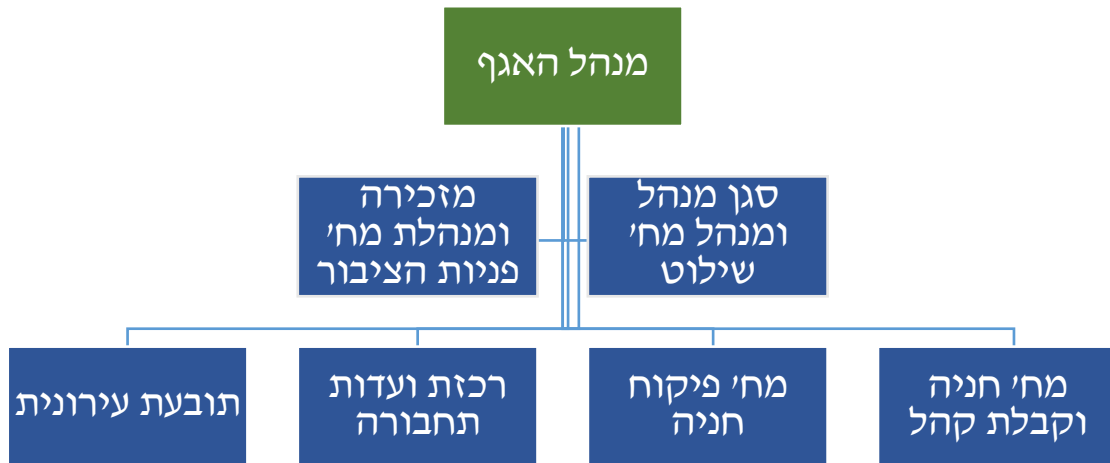 מנהל האגף
סגן מנהל
ומנהל מח׳
שילוט
מזכירה
ומנהלת מח׳
פניות הציבור
מח׳ חניה
וקבלת קהל
מח׳ פיקוח
חניה
רכזת ועדות
תחבורה
תובעת עירונית